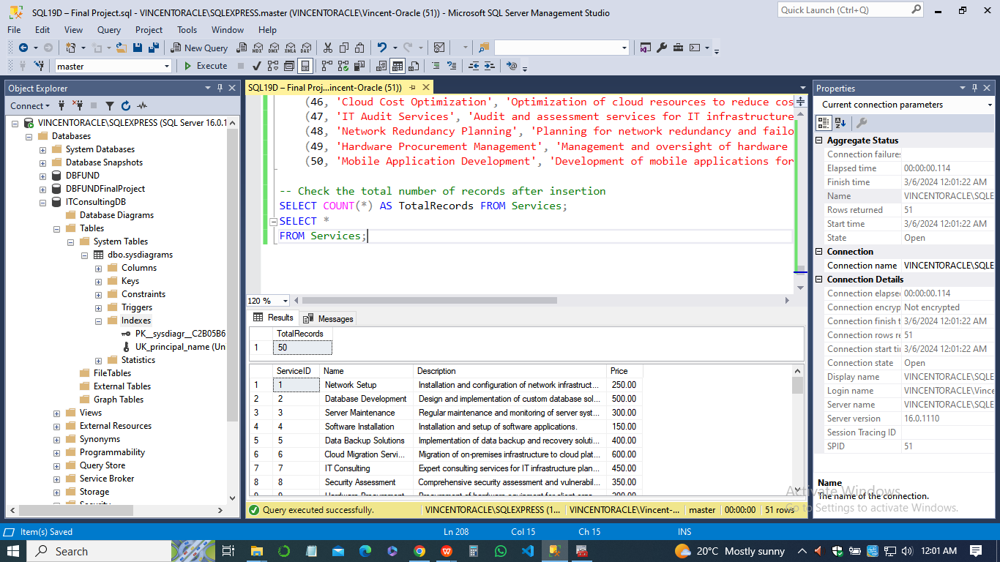 SQL19D – Final Project.sql - VINCENTORACLE\SQLEXPRESS.master (VINCENTORACLE\Vincent-Oracle (51)) - Microsoft SQL Server Management Studio
Quick Launch (Ctrl+Q)
File Edit View Query Project Tools Window Help
New Query MDX DMX XMLA DAX
master
Execute
Object Explorer
Connect
VINCENTORACLE\SQLEXPRESS (SQL Server 16.0.1
Databases
System Databases
Database Snapshots
DBFUND
DBFUNDFinalProject
ITConsultingDB
Database Diagrams
Tables
System Tables
dbo.sysdiagrams
Columns
Keys
Constraints
Triggers
Indexes
PK__sysdiagr__C2B05B6
UK_principal_name (Un
Statistics
FileTables
External Tables
Graph Tables
Views
External Resources
Synonyms
Programmability
Query Store
Service Broker
Storage
Security
SQL19D – Final Proj...incent-Oracle (51))
(46, 'Cloud Cost Optimization', 'Optimization of cloud resources to reduce cos
(47, 'IT Audit Services', 'Audit and assessment services for IT infrastructure
(48, 'Network Redundancy Planning', 'Planning for network redundancy and failo
(49, 'Hardware Procurement Management', 'Management and oversight of hardware
(50, 'Mobile Application Development', 'Development of mobile applications for
-- Check the total number of records after insertion
SELECT COUNT(*) AS TotalRecords FROM Services;
SELECT *
FROM Services;
120 %
Results Messages
TotalRecords
1 50
ServiceID Name Description Price
1 1 Network Setup Installation and configuration of network infrastruct... 250.00
2 2 Database Development Design and implementation of custom database sol... 500.00
3 3 Server Maintenance Regular maintenance and monitoring of server syst... 300.00
4 4 Software Installation Installation and setup of software applications. 150.00
5 5 Data Backup Solutions Implementation of data backup and recovery soluti... 400.00
6 6 Cloud Migration Servi... Migration of on-premises infrastructure to cloud plat... 600.00
7 7 IT Consulting Expert consulting services for IT infrastructure plan... 450.00
8 8 Security Assessment Comprehensive security assessment and vulnerabil... 350.00
9 9 Hardware Procurement Procurement of hardware equipment for client
Query executed successfully. VINCENTORACLE\SQLEXPRESS (1... VINCENTORACLE\Vincent-... master 00:00:00 51 rows
Properties
Current connection parameters
Aggregate Status
Connection failures
Elapsed time 00:00:00.114
Finish time 3/6/2024 12:01:22 AM
Name VINCENTORACLE\SQLE
Rows returned 51
Start time 3/6/2024 12:01:22 AM
State Open
Connection
Connection name VINCENTORACLE\SQLE
Connection Details
Connection elapse 00:00:00.114
Connection encryp Not encrypted
Connection finish t 3/6/2024 12:01:22 AM
Connection rows re 51
Connection start ti 3/6/2024 12:01:22 AM
Connection state Open
Display name VINCENTORACLE\SQLE
Login name VINCENTORACLE\Vince
Server name VINCENTORACLE\SQLE
Server version 16.0.1110
Session Tracing ID
SPID 51
Name
The name of the connection.
Activate Windows
Go to Settings to activate Windows.
Item(s) Saved Ln 208 Col 15 Ch 15 INS
Search
20°C Mostly sunny
12:01 AM